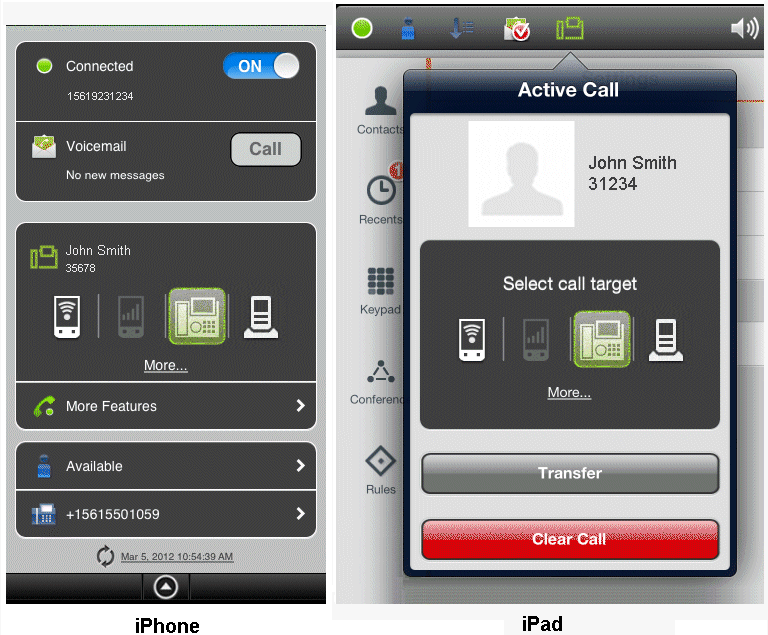 Connected
ON
15619231234
Voicemail
Call
No new messages
John Smith
35678
More...
More Features
Available
+15615501059
Mar 5, 2012 10:54:39 AM
iPhone
Contacts
1
Recents
Keypad
Conferenc
Rules
Active Call
John Smith
31234
Select call target
More...
Transfer
Clear Call
iPad